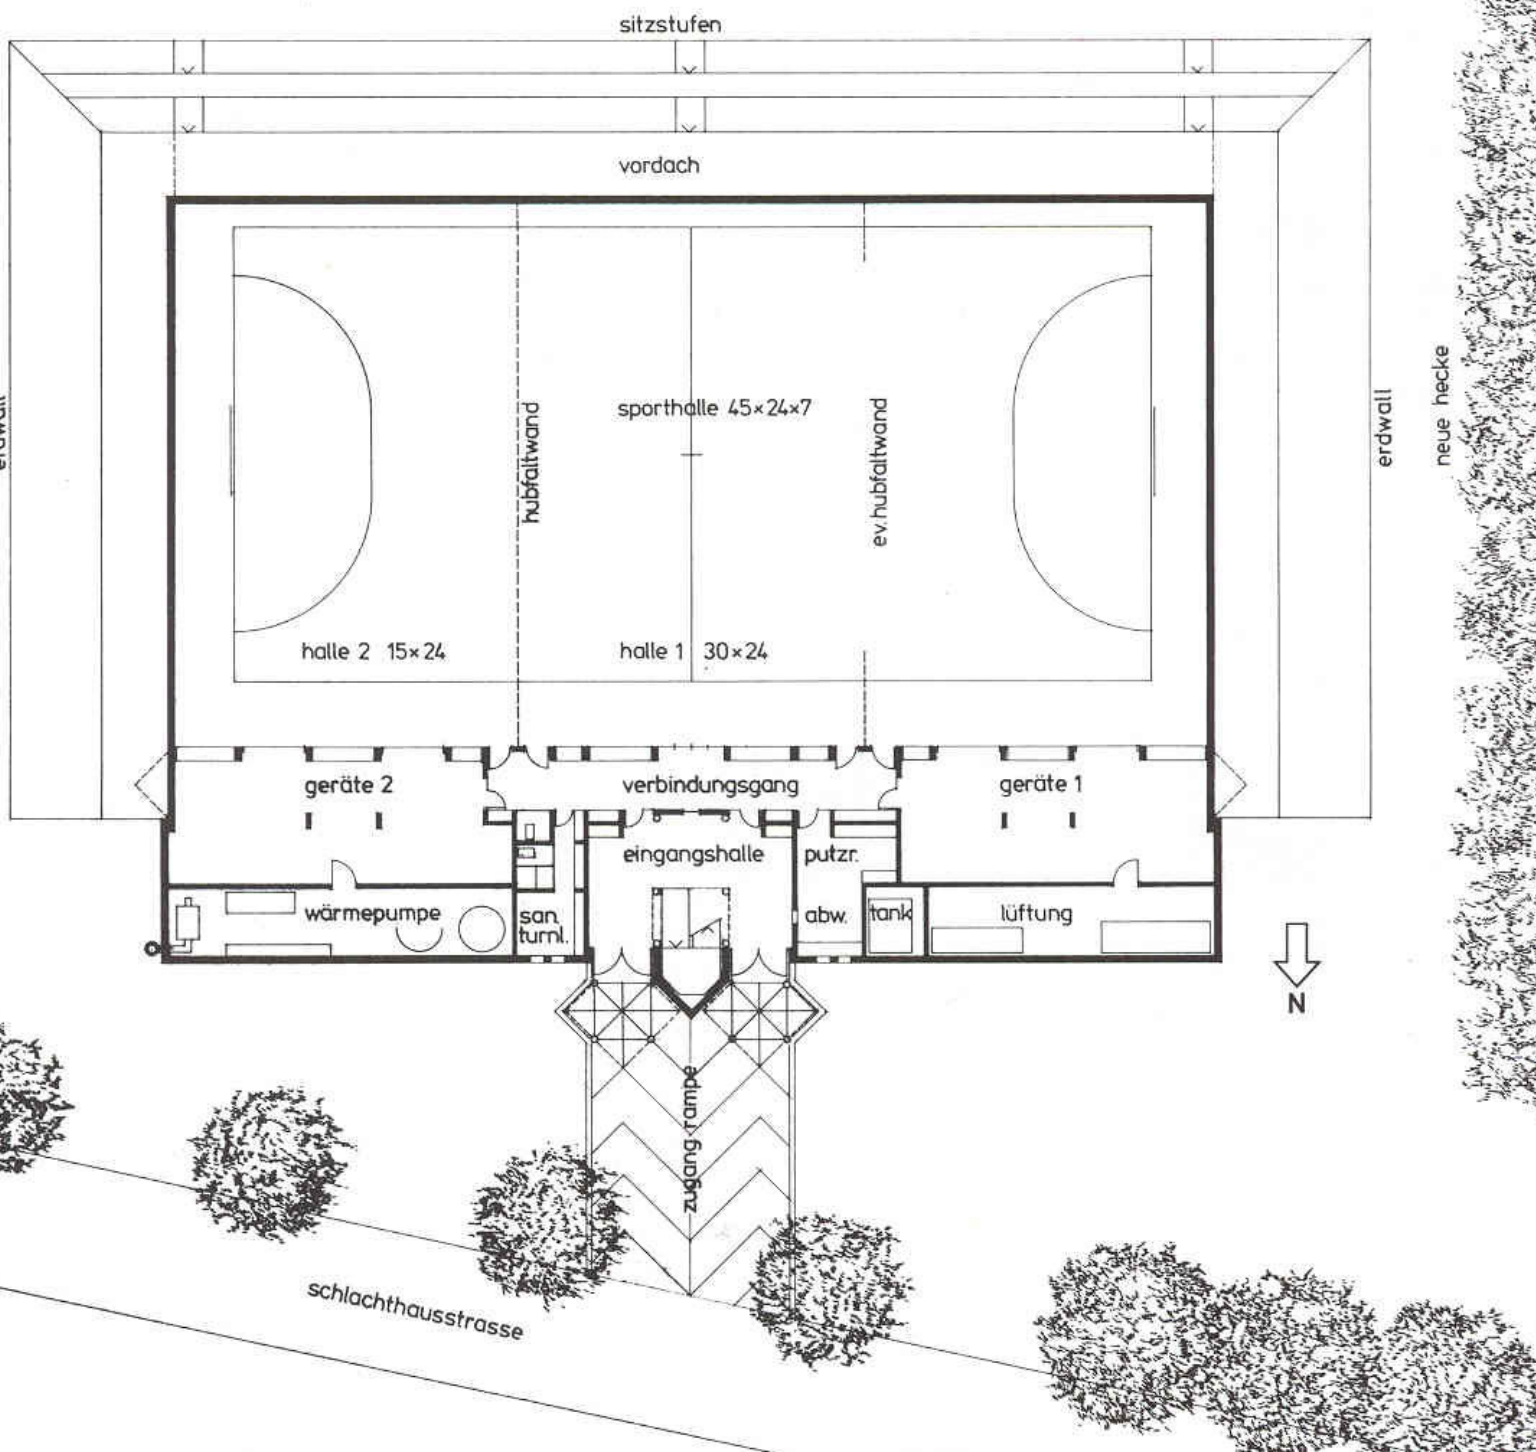 sitzstufen
vordach
sporthalle 45×24×7
hubfaltwand
ev. hubfaltwand
erdwall
erdwall
neue hecke
halle 2 15×24
halle 1 30×24
geräte 2
verbindungsgang
geräte 1
eingangshalle
putzr.
wärmepumpe
san.
turnl.
abw.
tank
lüftung
N
zugang rampe
schlachthausstrasse